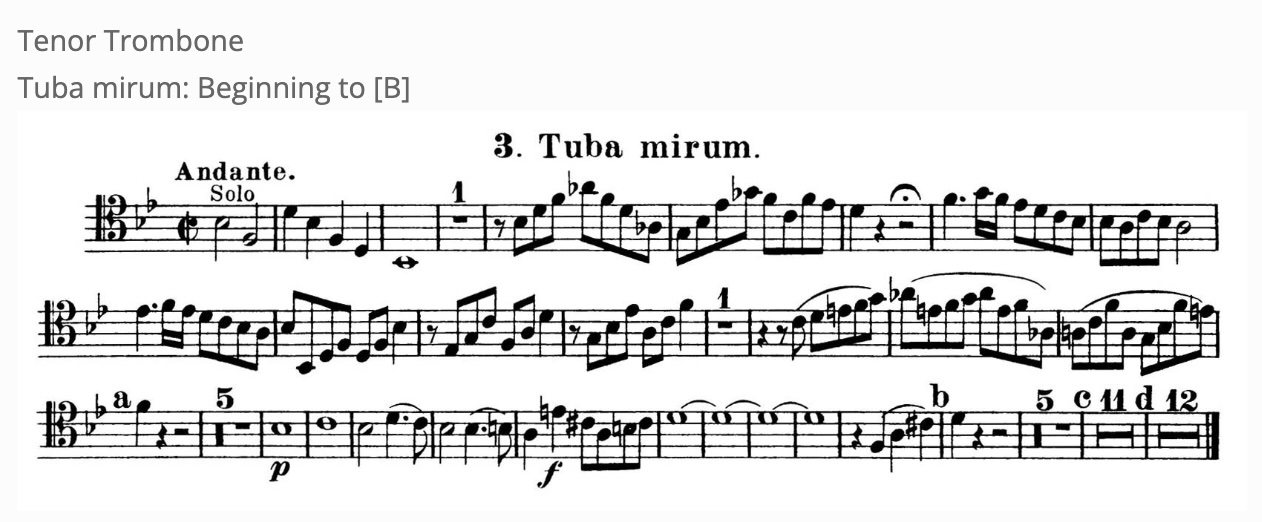 Tenor Trombone
Tuba mirum: Beginning to [B]
3. Tuba mirum.
Andante.
Solo
1
1
a 5 b 5 c 11 d 12
p f